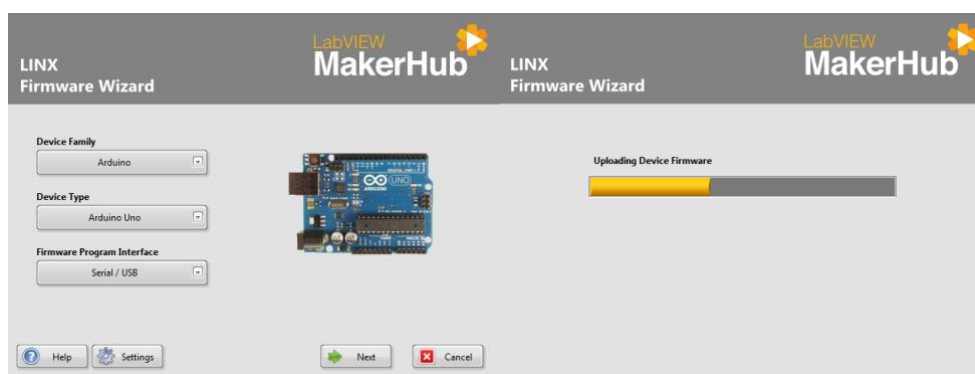 LINX
Firmware Wizard
LabVIEW
MakerHub
Device Family
Arduino
Device Type
Arduino Uno
Firmware Program Interface
Serial / USB
UNO
Help
Settings
Next
Cancel
LINX
Firmware Wizard
LabVIEW
MakerHub
Uploading Device Firmware